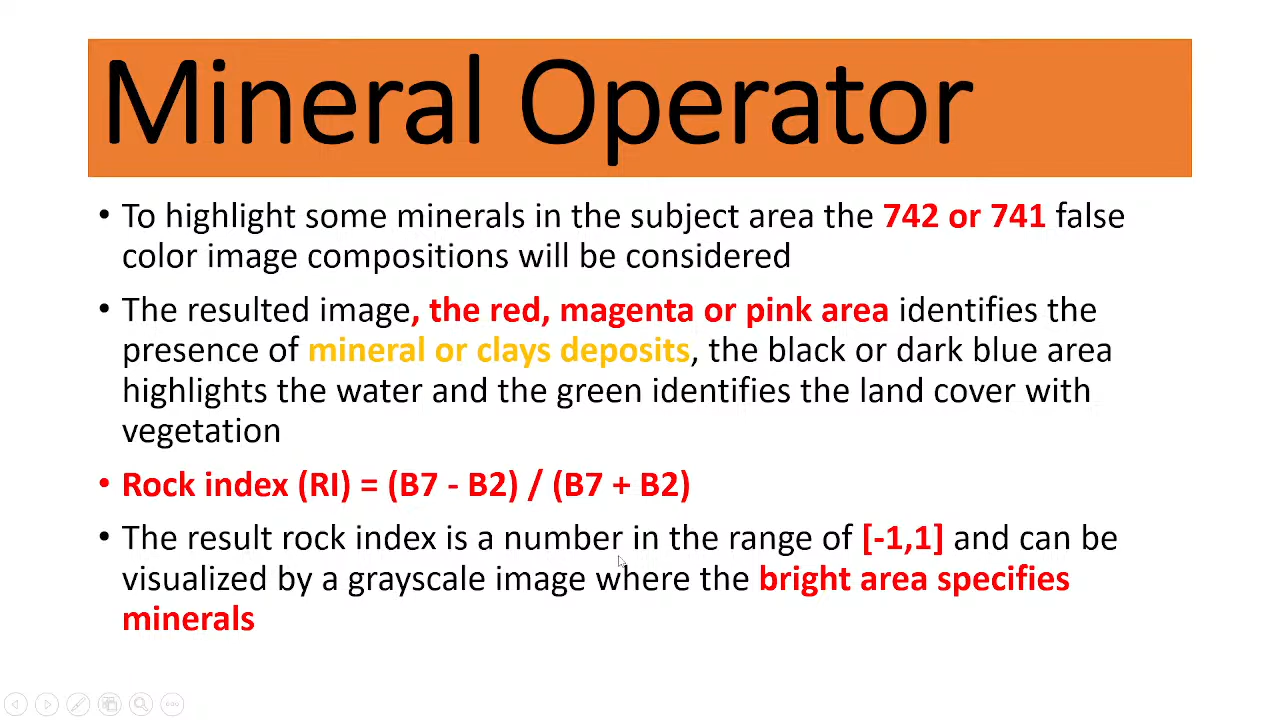 Mineral Operator
• To highlight some minerals in the subject area the 742 or 741 false
color image compositions will be considered
• The resulted image, the red, magenta or pink area identifies the
presence of mineral or clays deposits, the black or dark blue area
highlights the water and the green identifies the land cover with
vegetation
• Rock index (RI) = (B7 - B2) / (B7 + B2)
• The result rock index is a number in the range of [-1,1] and can be
visualized by a grayscale image where the bright area specifies
minerals